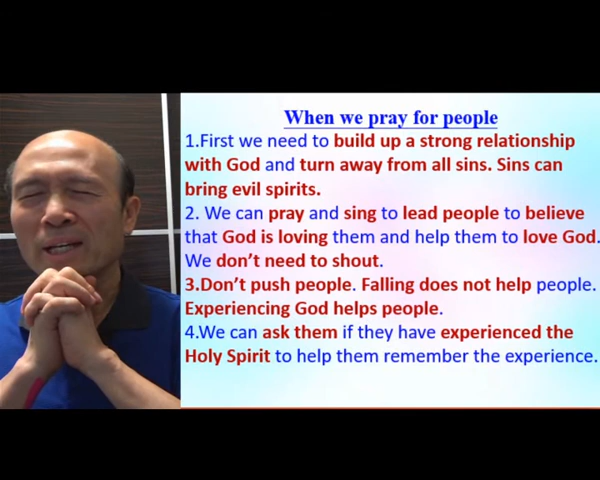 When we pray for people
1.First we need to build up a strong relationship
with God and turn away from all sins. Sins can
bring evil spirits.
2. We can pray and sing to lead people to believe
that God is loving them and help them to love God.
We don't need to shout.
3.Don't push people. Falling does not help people.
Experiencing God helps people.
4.We can ask them if they have experienced the
Holy Spirit to help them remember the experience.